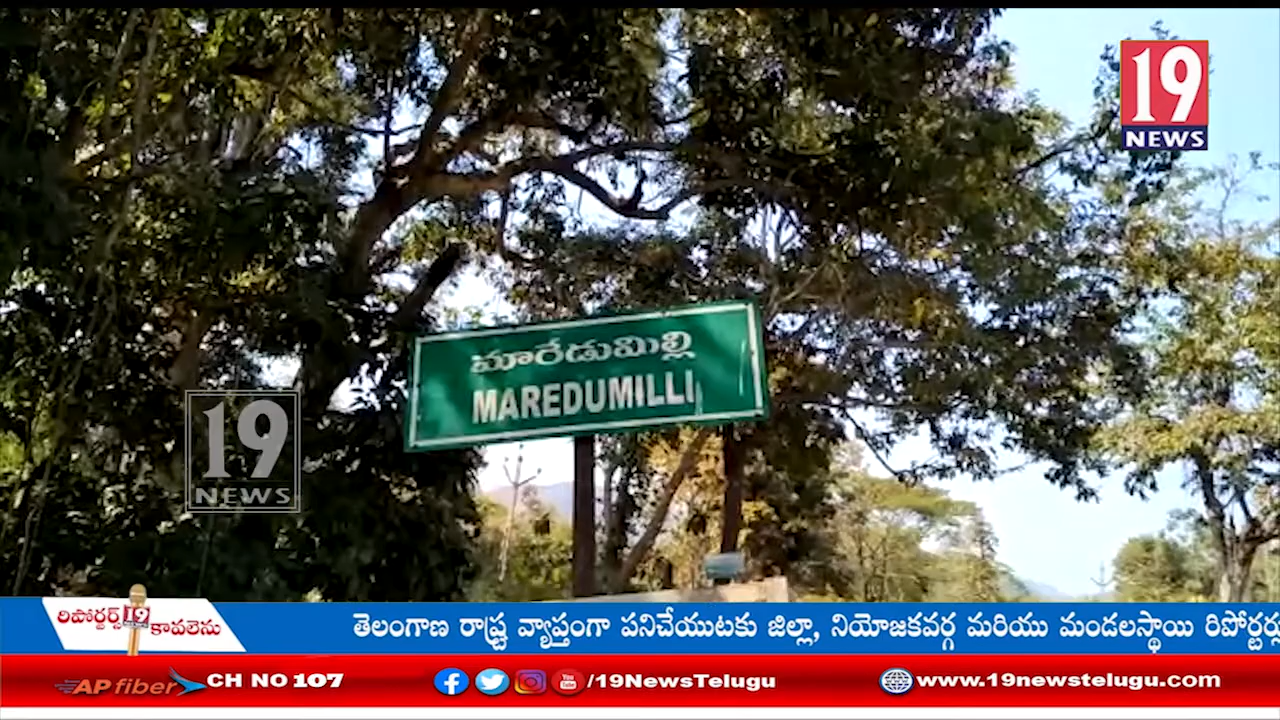 19
NEWS
మారేడుమిల్లి
MAREDUMILLI
19
NEWS
రిపోర్టర్స్ 19 కావలెను
తెలంగాణ రాష్ట్ర వ్యాప్తంగా పనిచేయుటకు జిల్లా, నియోజకవర్గ మరియు మండలస్థాయి రిపోర్టర్లు
AP fiber CH NO 107 /19NewsTelugu www.19newstelugu.com